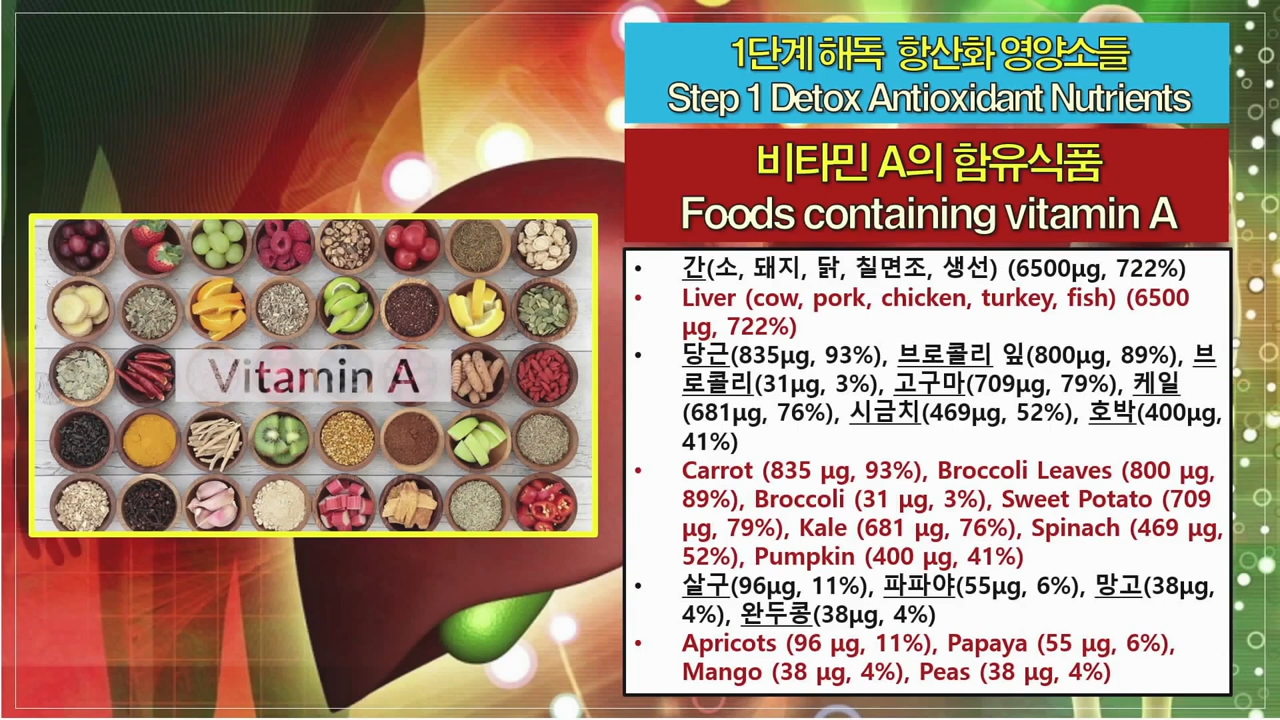 1단계 해독 항산화 영양소들
Step 1 Detox Antioxidant Nutrients
비타민 A의 함유식품
Foods containing vitamin A
Vitamin A
• 간(소, 돼지, 닭, 칠면조, 생선) (6500μg, 722%)
• Liver (cow, pork, chicken, turkey, fish) (6500
μg, 722%)
• 당근(835μg, 93%), 브로콜리 잎(800μg, 89%), 브
로콜리(31μg, 3%), 고구마(709μg, 79%), 케일
(681μg, 76%), 시금치(469μg, 52%), 호박(400μg,
41%)
• Carrot (835 μg, 93%), Broccoli Leaves (800 μg,
89%), Broccoli (31 μg, 3%), Sweet Potato (709
μg, 79%), Kale (681 μg, 76%), Spinach (469 μg,
52%), Pumpkin (400 μg, 41%)
• 살구(96μg, 11%), 파파야(55μg, 6%), 망고(38μg,
4%), 완두콩(38μg, 4%)
• Apricots (96 μg, 11%), Papaya (55 μg, 6%),
Mango (38 μg, 4%), Peas (38 μg, 4%)